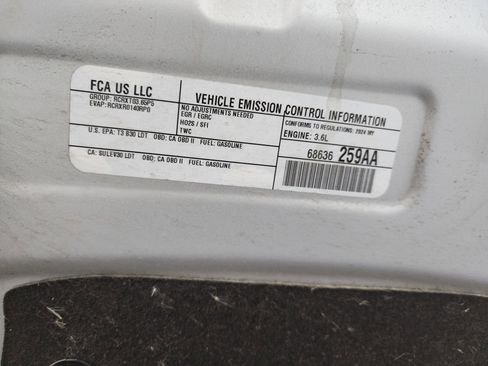 FCA US LLC
GROUP: RCRXT03.65P5
EVAP: RCRXR0140RP0
VEHICLE EMISSION CONTROL INFORMATION
NO ADJUSTMENTS NEEDED
EGR / EGRC
HO2S / SFI
TWC
CONFORMS TO REGULATIONS: 2024 MY
ENGINE: 3.6L
U.S. EPA: T3 B30 LDT OBD: CA OBD II FUEL: GASOLINE
CA: SULEV30 LDT OBD: CA OBD II FUEL: GASOLINE
68636 259AA